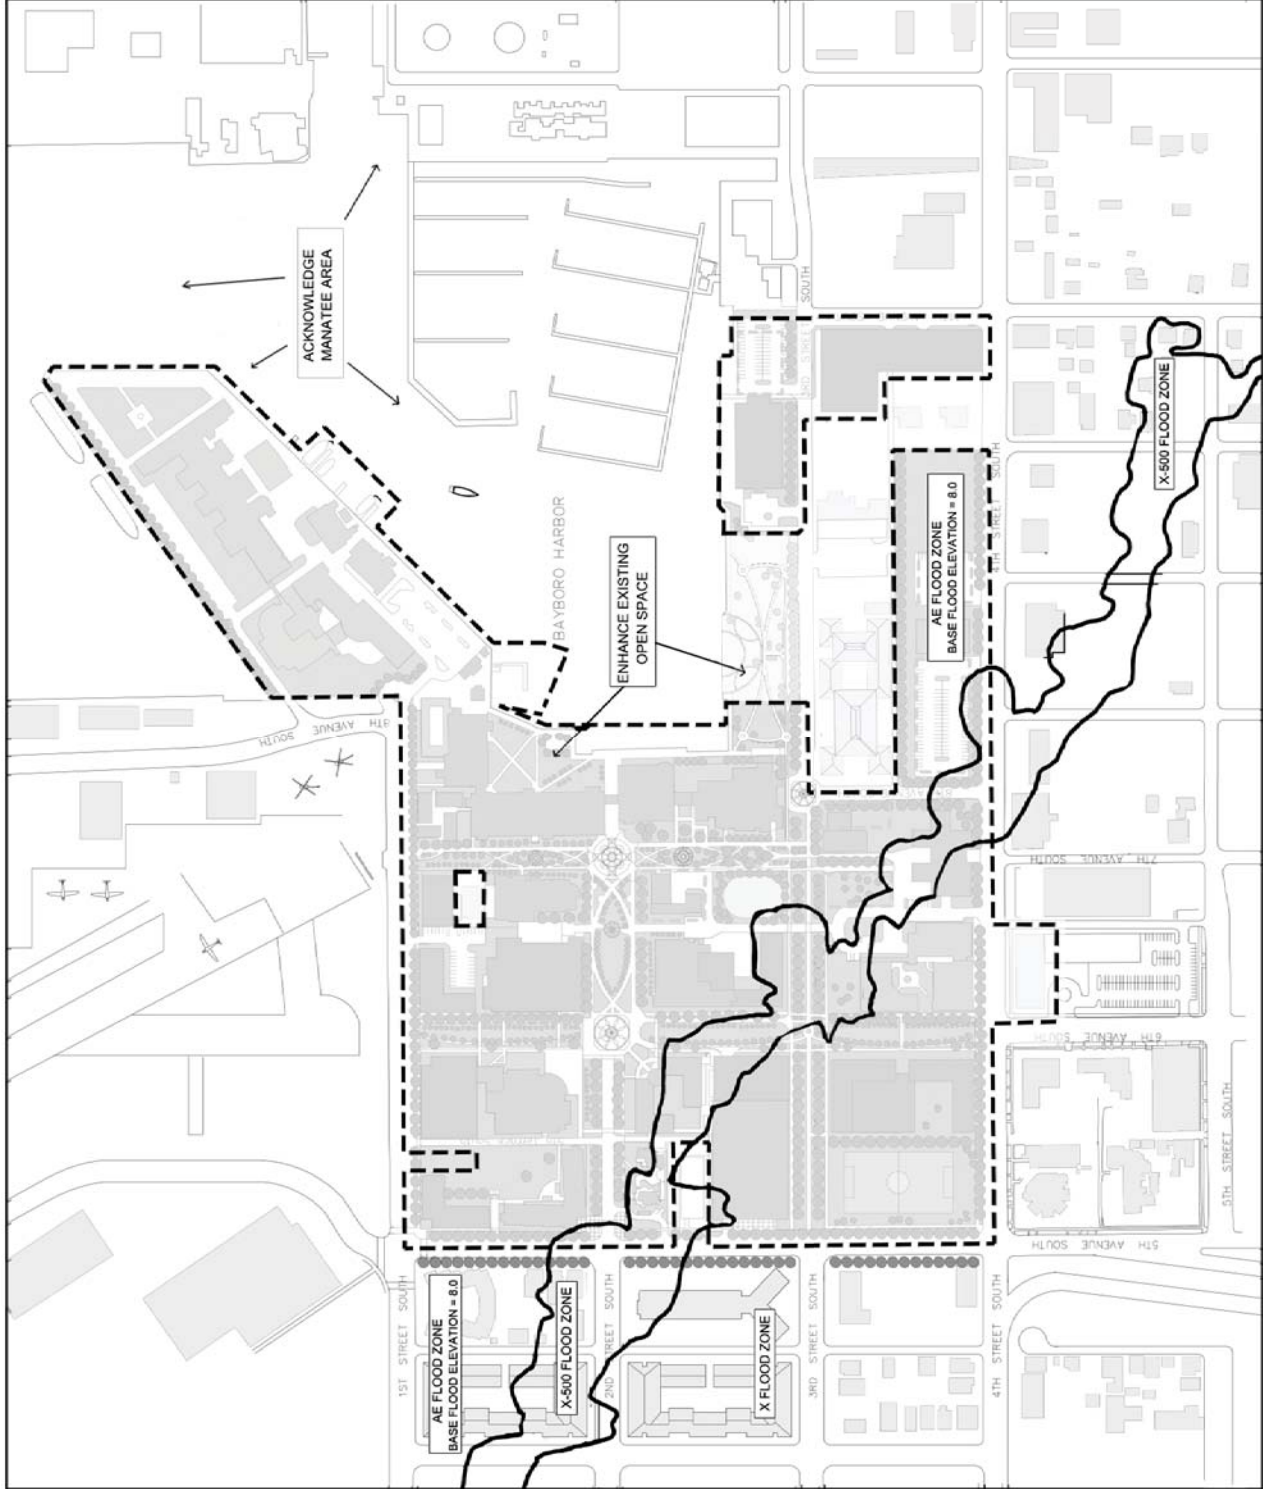 ACKNOWLEDGE
MANATEE AREA
BAYBORO HARBOR
ENHANCE EXISTING
OPEN SPACE
8TH AVENUE SOUTH
3RD STREET SOUTH
4TH STREET SOUTH
AE FLOOD ZONE
BASE FLOOD ELEVATION = 8.0
X-500 FLOOD ZONE
7TH AVENUE SOUTH
6TH AVENUE SOUTH
5TH STREET SOUTH
5TH AVENUE SOUTH
1ST STREET SOUTH
AE FLOOD ZONE
BASE FLOOD ELEVATION = 8.0
X-500 FLOOD ZONE
2ND STREET SOUTH
X FLOOD ZONE
3RD STREET SOUTH
4TH STREET SOUTH